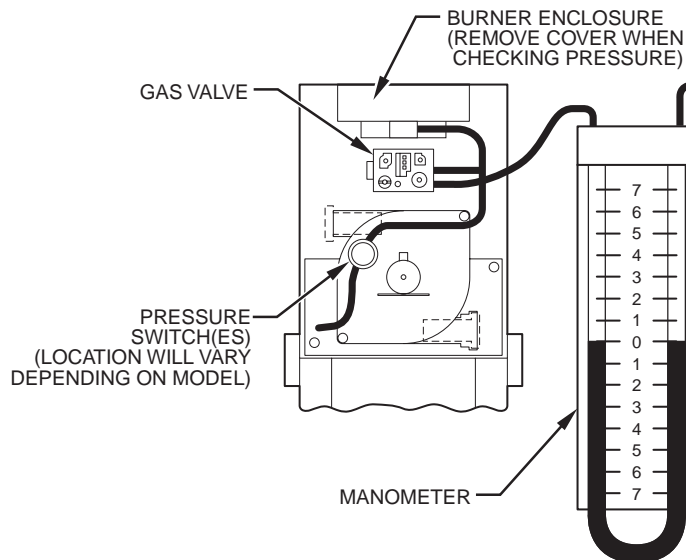 BURNER ENCLOSURE
(REMOVE COVER WHEN
CHECKING PRESSURE)
GAS VALVE
PRESSURE
SWITCH(ES)
(LOCATION WILL VARY
DEPENDING ON MODEL)
MANOMETER
7
6
5
4
3
2
1
0
1
2
3
4
5
6
7